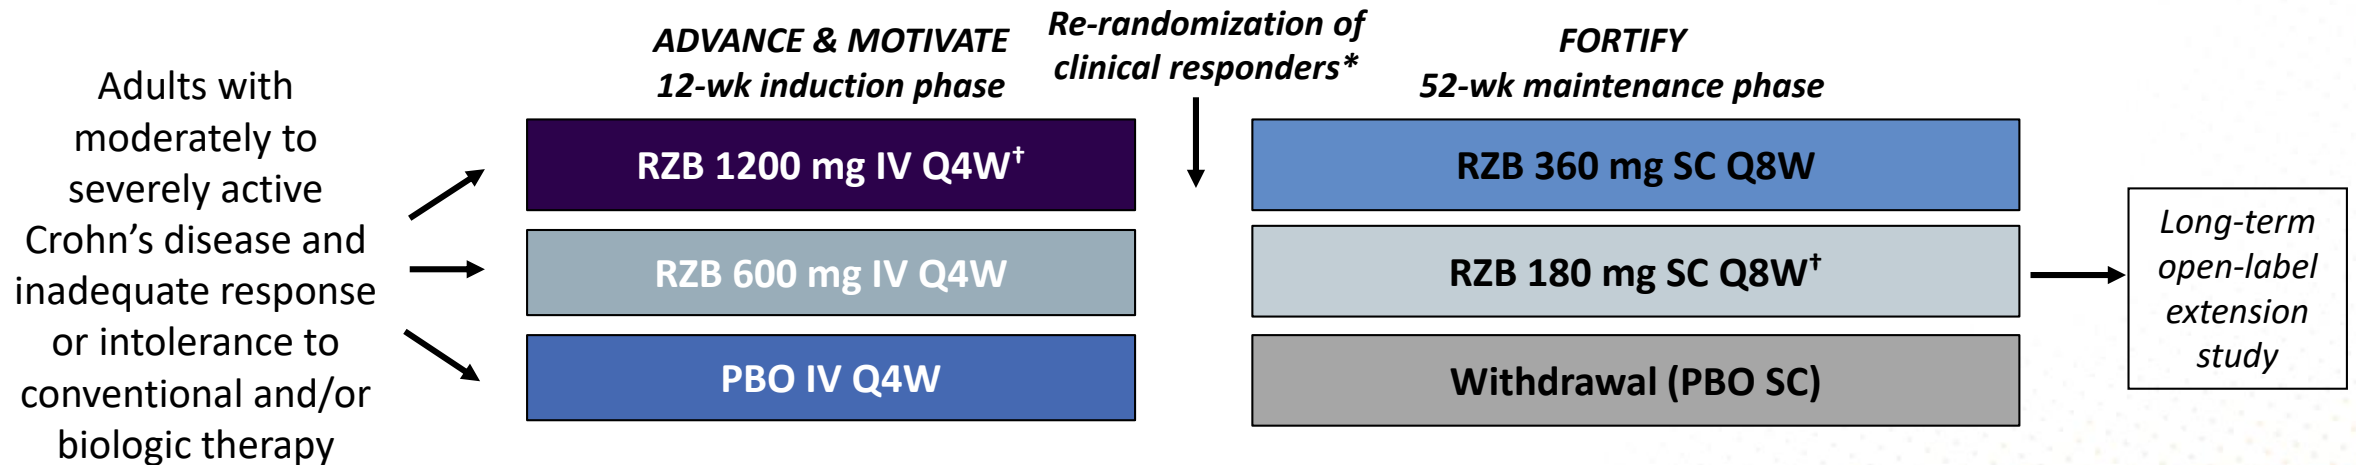 Adults with
moderately to
severely active
Crohn’s disease and
inadequate response
or intolerance to
conventional and/or
biologic therapy
ADVANCE & MOTIVATE
12-wk induction phase
RZB 1200 mg IV Q4W†
RZB 600 mg IV Q4W
PBO IV Q4W
Re-randomization of
clinical responders*
FORTIFY
52-wk maintenance phase
RZB 360 mg SC Q8W
RZB 180 mg SC Q8W†
Withdrawal (PBO SC)
Long-term
open-label
extension
study